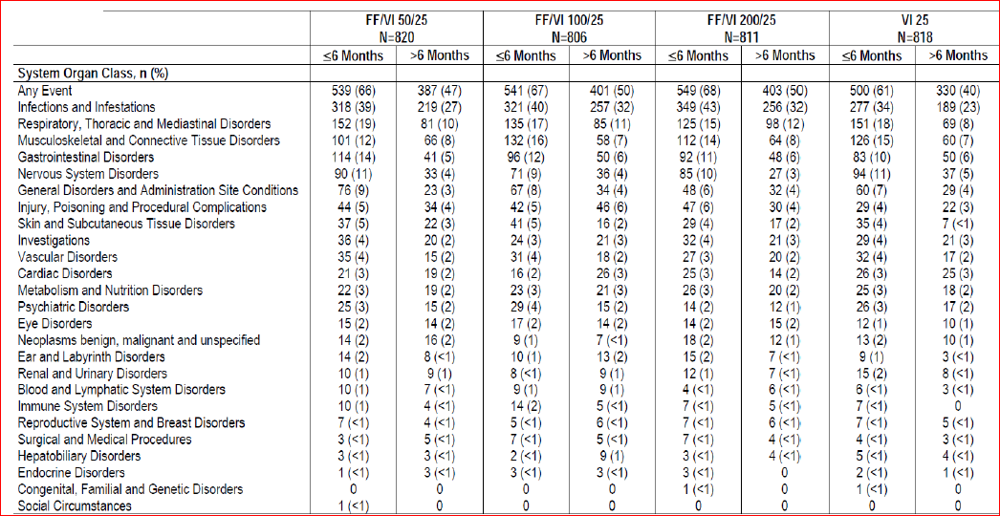 FF/VI 50/25 FF/VI 100/25 FF/VI 200/25 VI 25
N=820 N=806 N=811 N=818
≤6 Months >6 Months ≤6 Months >6 Months ≤6 Months >6 Months ≤6 Months >6 Months
System Organ Class, n (%)
Any Event 539 (66) 387 (47) 541 (67) 401 (50) 549 (68) 403 (50) 500 (61) 330 (40)
Infections and Infestations 318 (39) 219 (27) 321 (40) 257 (32) 349 (43) 256 (32) 277 (34) 189 (23)
Respiratory, Thoracic and Mediastinal Disorders 152 (19) 81 (10) 135 (17) 85 (11) 125 (15) 98 (12) 151 (18) 69 (8)
Musculoskeletal and Connective Tissue Disorders 101 (12) 66 (8) 132 (16) 58 (7) 112 (14) 64 (8) 126 (15) 60 (7)
Gastrointestinal Disorders 114 (14) 41 (5) 96 (12) 50 (6) 92 (11) 48 (6) 83 (10) 50 (6)
Nervous System Disorders 90 (11) 33 (4) 71 (9) 36 (4) 85 (10) 27 (3) 94 (11) 37 (5)
General Disorders and Administration Site Conditions 76 (9) 23 (3) 67 (8) 34 (4) 48 (6) 32 (4) 60 (7) 29 (4)
Injury, Poisoning and Procedural Complications 44 (5) 34 (4) 42 (5) 46 (6) 47 (6) 30 (4) 29 (4) 22 (3)
Skin and Subcutaneous Tissue Disorders 37 (5) 22 (3) 41 (5) 16 (2) 29 (4) 17 (2) 35 (4) 7 (<1)
Investigations 36 (4) 20 (2) 24 (3) 21 (3) 32 (4) 21 (3) 29 (4) 21 (3)
Vascular Disorders 35 (4) 15 (2) 31 (4) 18 (2) 27 (3) 20 (2) 32 (4) 17 (2)
Cardiac Disorders 21 (3) 19 (2) 16 (2) 26 (3) 25 (3) 14 (2) 26 (3) 25 (3)
Metabolism and Nutrition Disorders 22 (3) 19 (2) 23 (3) 21 (3) 26 (3) 20 (2) 25 (3) 18 (2)
Psychiatric Disorders 25 (3) 15 (2) 29 (4) 15 (2) 14 (2) 12 (1) 26 (3) 17 (2)
Eye Disorders 15 (2) 14 (2) 17 (2) 14 (2) 14 (2) 15 (2) 12 (1) 10 (1)
Neoplasms benign, malignant and unspecified 14 (2) 16 (2) 9 (1) 7 (<1) 18 (2) 12 (1) 13 (2) 10 (1)
Ear and Labyrinth Disorders 14 (2) 8 (<1) 10 (1) 13 (2) 15 (2) 7 (<1) 9 (1) 3 (<1)
Renal and Urinary Disorders 10 (1) 9 (1) 8 (<1) 9 (1) 12 (1) 7 (<1) 15 (2) 8 (<1)
Blood and Lymphatic System Disorders 10 (1) 7 (<1) 9 (1) 9 (1) 4 (<1) 6 (<1) 6 (<1) 3 (<1)
Immune System Disorders 10 (1) 4 (<1) 14 (2) 5 (<1) 7 (<1) 5 (<1) 7 (<1) 0
Reproductive System and Breast Disorders 7 (<1) 4 (<1) 5 (<1) 6 (<1) 7 (<1) 6 (<1) 7 (<1) 5 (<1)
Surgical and Medical Procedures 3 (<1) 5 (<1) 7 (<1) 5 (<1) 7 (<1) 4 (<1) 4 (<1) 3 (<1)
Hepatobiliary Disorders 3 (<1) 3 (<1) 2 (<1) 9 (1) 3 (<1) 4 (<1) 5 (<1) 4 (<1)
Endocrine Disorders 1 (<1) 3 (<1) 3 (<1) 3 (<1) 3 (<1) 0 2 (<1) 1 (<1)
Congenital, Familial and Genetic Disorders 0 0 0 0 1 (<1) 0 1 (<1) 0
Social Circumstances 1 (<1) 0 0 0 0 0 0 0